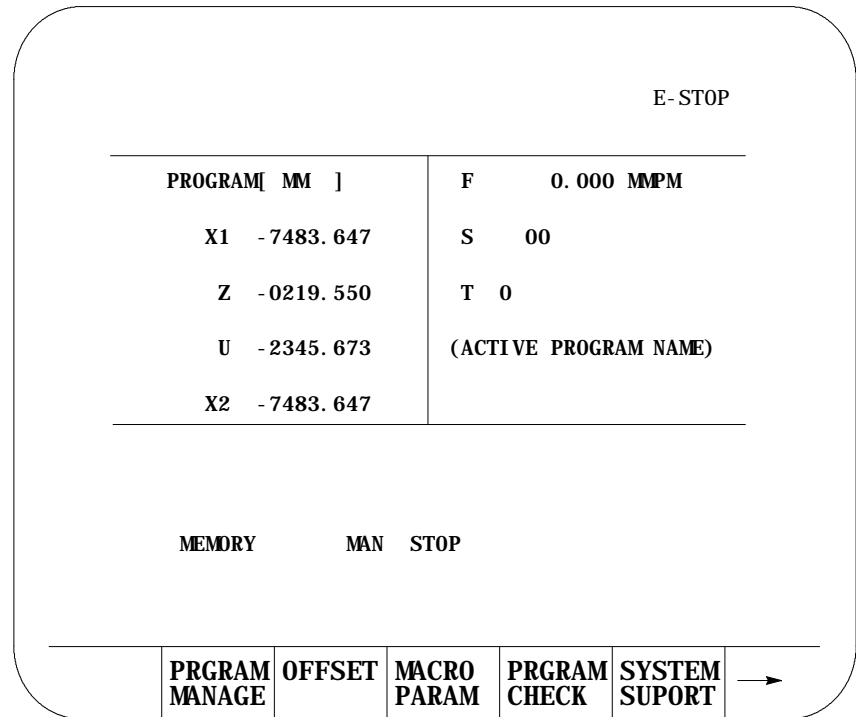 E-STOP
PROGRAM[ MM ] F 0.000 MMPM
X1 -7483.647 S 00
Z -0219.550 T 0
U -2345.673 (ACTIVE PROGRAM NAME)
X2 -7483.647
MEMORY MAN STOP
PRGRAM OFFSET MACRO PRGRAM SYSTEM
MANAGE PARAM CHECK SUPORT